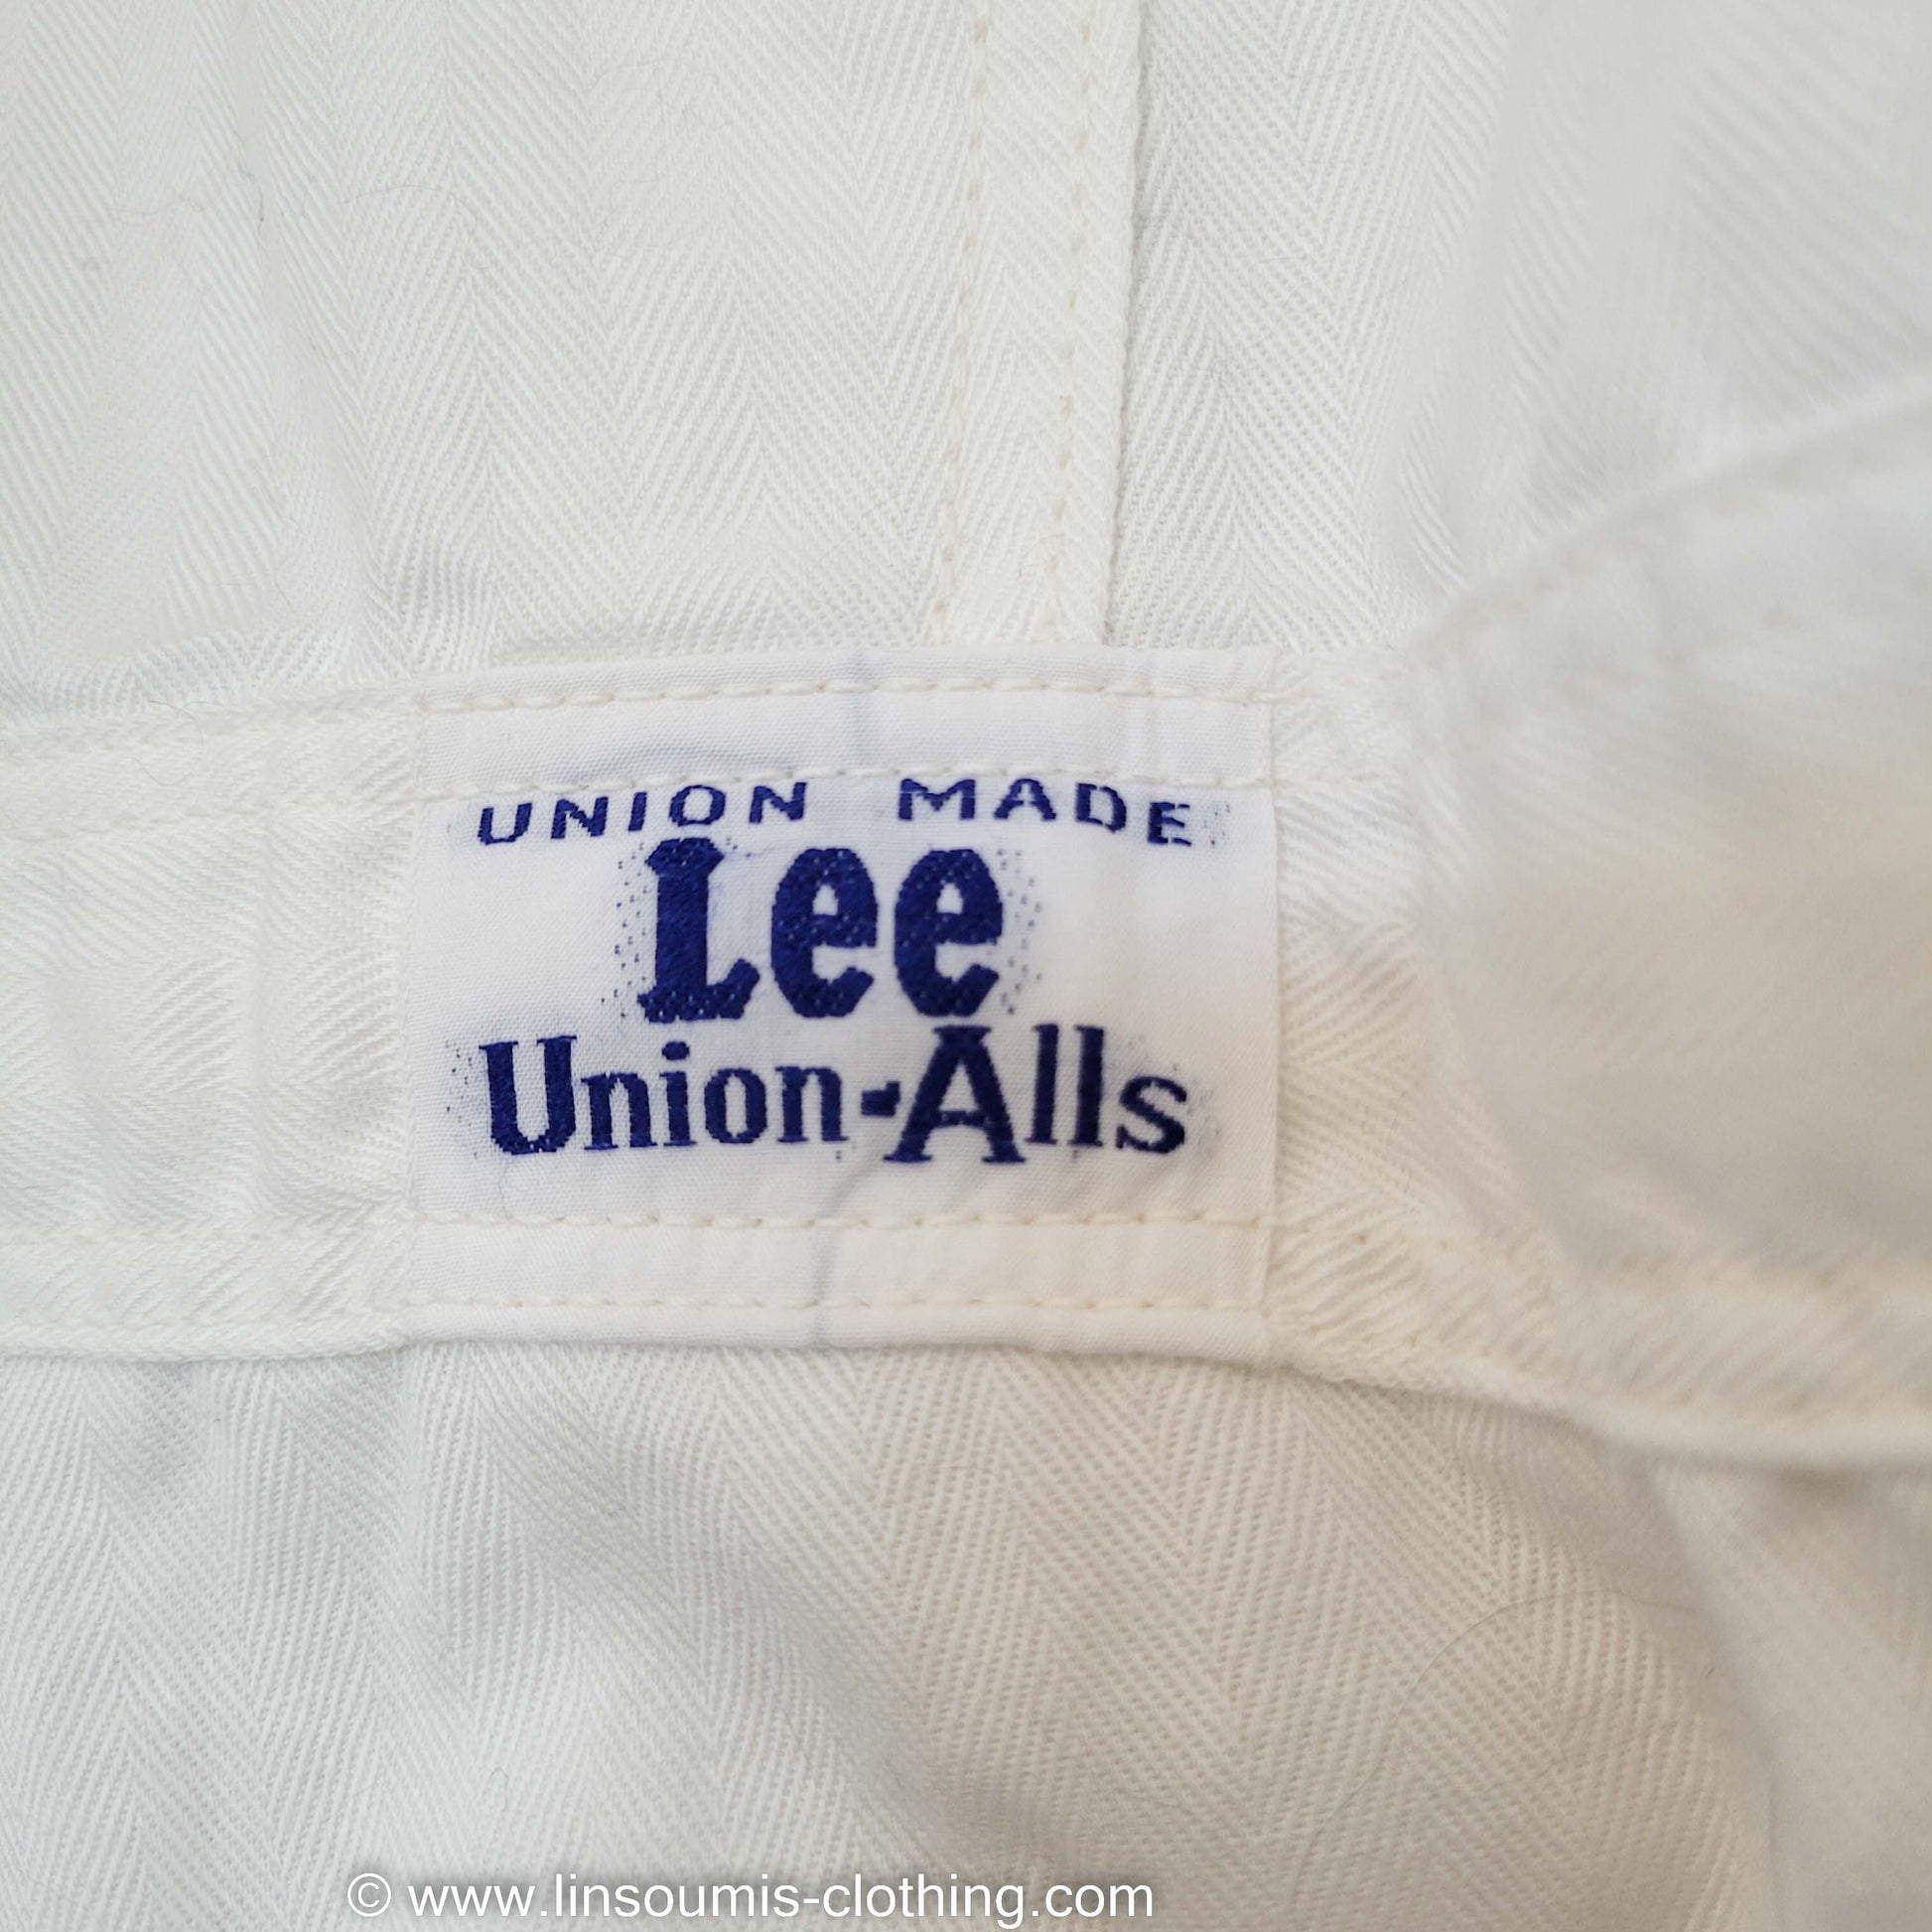 UNION MADE
Lee
Union-Alls
© www.linsoumis-clothing.com